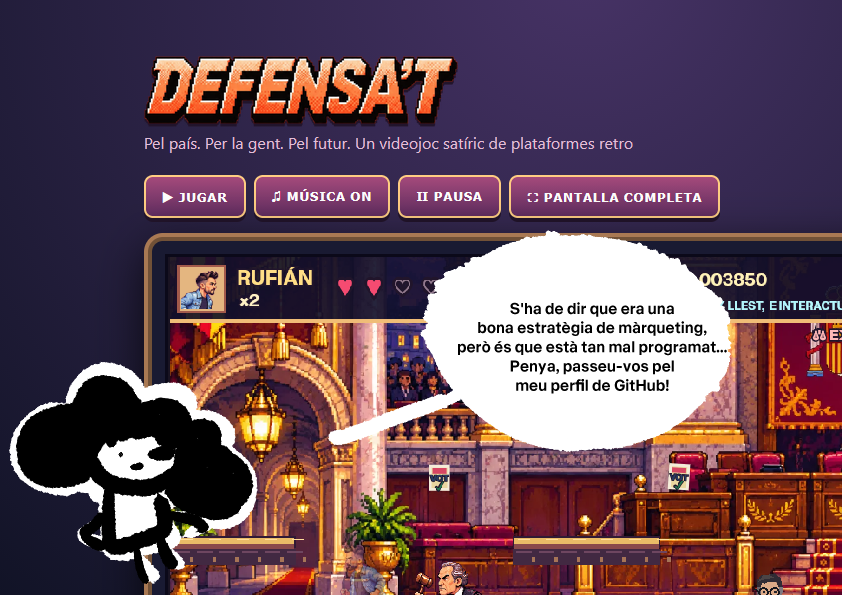 DEFENSA'T
Pel país. Per la gent. Pel futur. Un videojoc satíric de plataformes retro
▶ JUGAR
♫ MÚSICA ON
II PAUSA
⛶ PANTALLA COMPLETA
RUFIÁN
x2
003850
LLEST, E INTERACTU
S'ha de dir que era una
bona estratègia de màrqueting,
però és que està tan mal programat...
Penya, passeu-vos pel
meu perfil de GitHub!